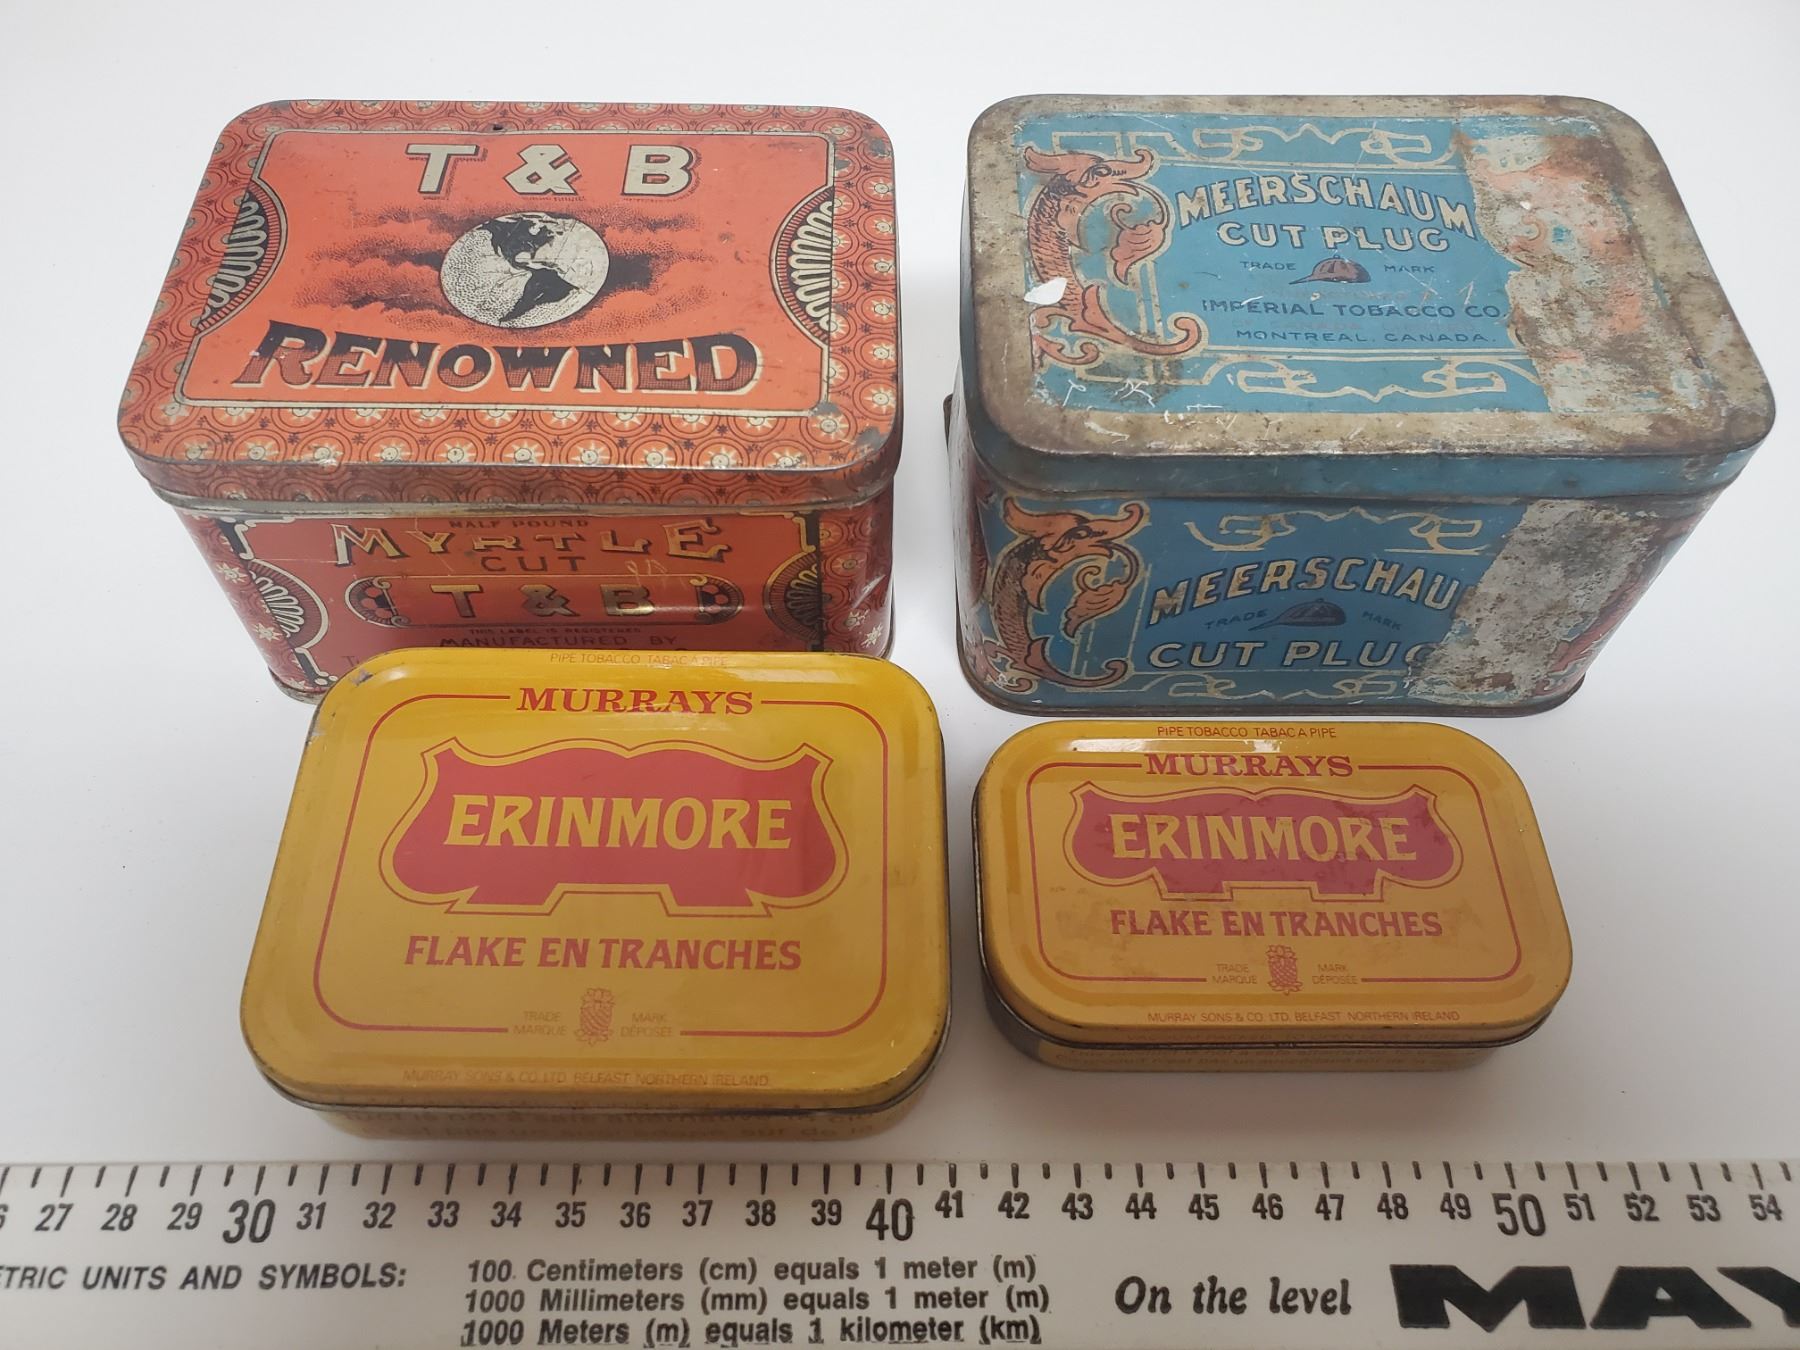 T & B
RENOWNED
HALF POUND
MYRTLE
CUT
T & B
THIS LABEL IS REGISTERED
MANUFACTURED BY
MEERSCHAUM
CUT PLUG
TRADE MARK
IMPERIAL TOBACCO CO.
MONTREAL, CANADA.
MEERSCHAU
TRADE MARK
CUT PLUG
PIPE TOBACCO TABAC A PIPE
MURRAYS
ERINMORE
FLAKE EN TRANCHES
TRADE MARK
MARQUE DÉPOSÉE
MURRAY SONS & CO. LTD. BELFAST NORTHERN IRELAND
PIPE TOBACCO TABAC A PIPE
MURRAYS
ERINMORE
FLAKE EN TRANCHES
TRADE MARK
MARQUE DÉPOSÉE
MURRAY SONS & CO. LTD. BELFAST NORTHERN IRELAND
6 27 28 29 30 31 32 33 34 35 36 37 38 39 40 41 42 43 44 45 46 47 48 49 50 51 52 53 54
TRIC UNITS AND SYMBOLS:
100 Centimeters (cm) equals 1 meter (m)
1000 Millimeters (mm) equals 1 meter (m)
1000 Meters (m) equals 1 kilometer (km)
On the level
MAY